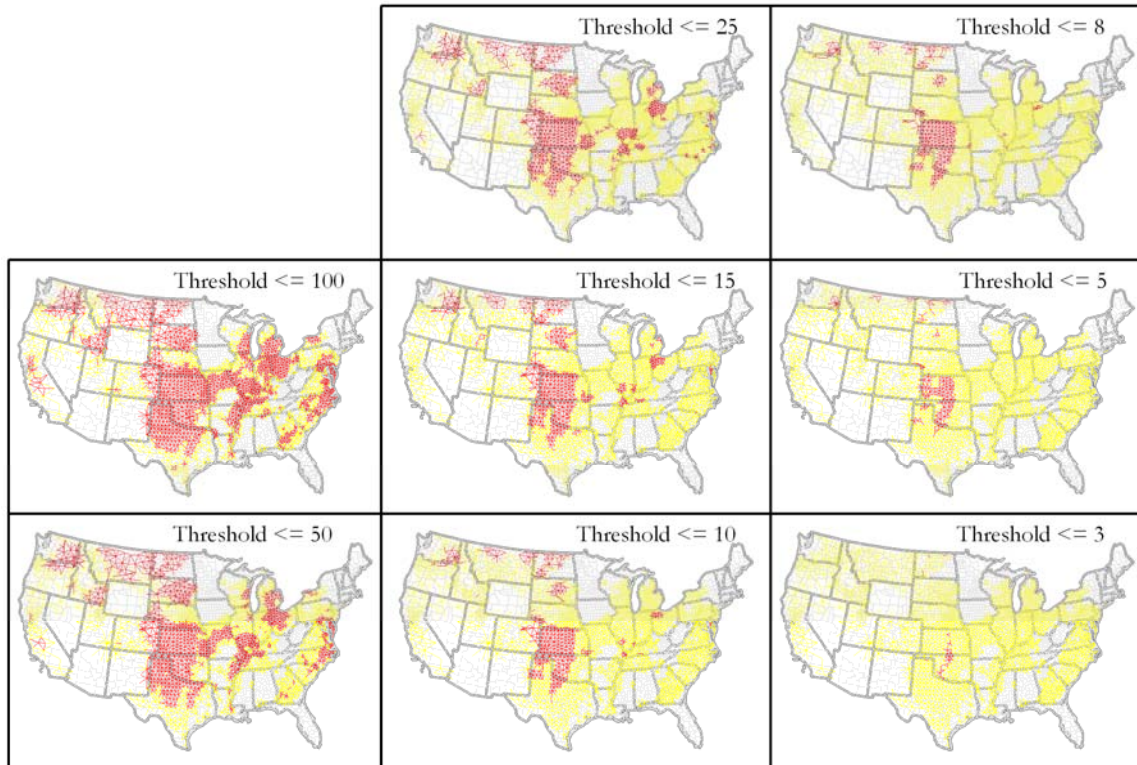 Threshold <= 25
Threshold <= 8
Threshold <= 100
Threshold <= 15
Threshold <= 5
Threshold <= 50
Threshold <= 10
Threshold <= 3